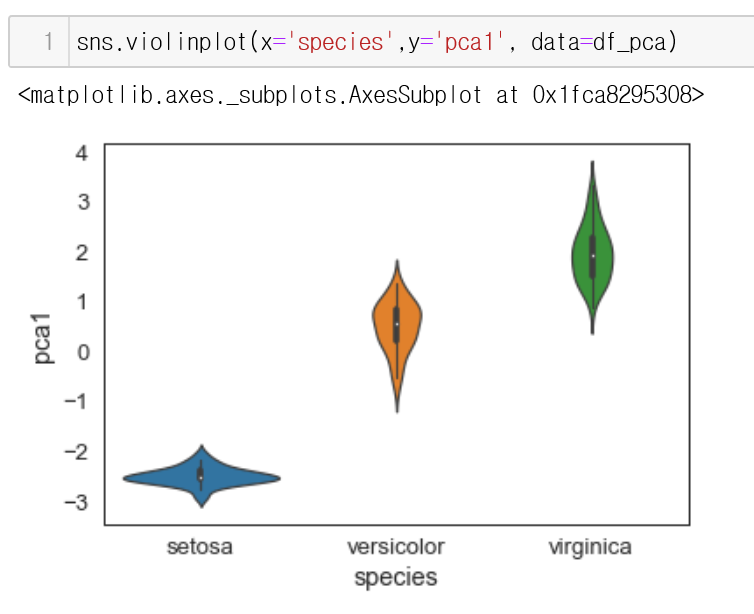 1 sns.violinplot(x='species',y='pca1', data=df_pca)
<matplotlib.axes._subplots.AxesSubplot at 0x1fca8295308>
4
3
2
1
0
−1
−2
−3
pca1
setosa versicolor virginica
species